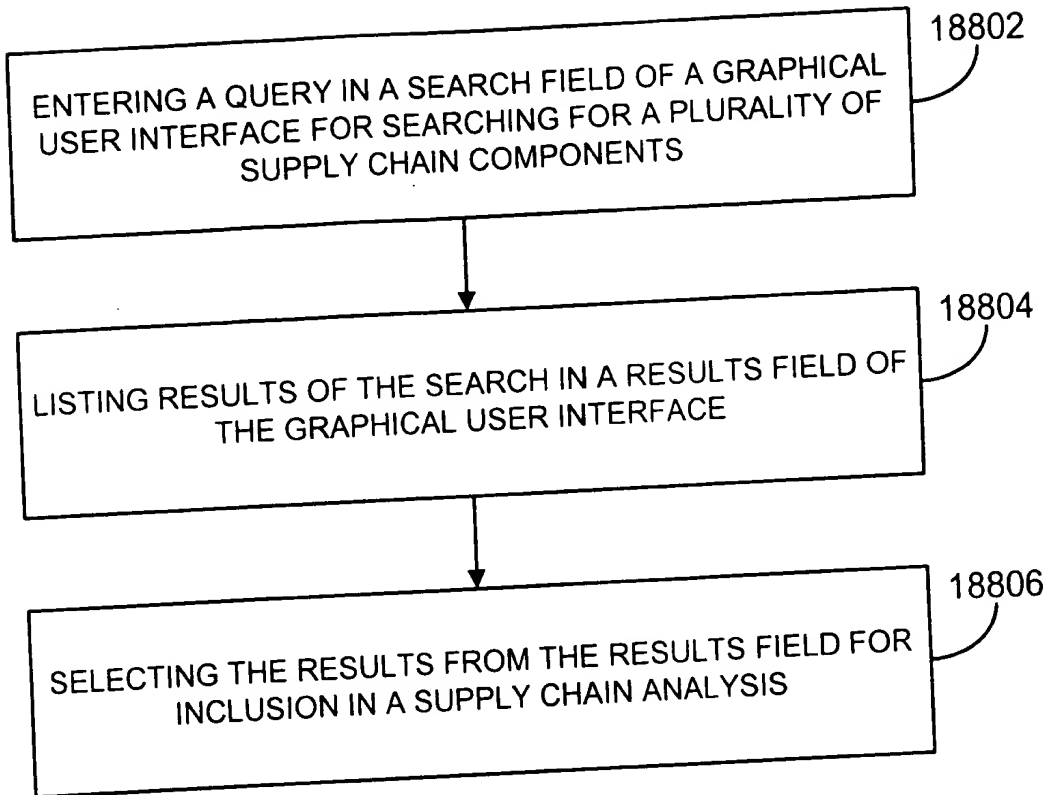 18802
ENTERING A QUERY IN A SEARCH FIELD OF A GRAPHICAL
USER INTERFACE FOR SEARCHING FOR A PLURALITY OF
SUPPLY CHAIN COMPONENTS
18804
LISTING RESULTS OF THE SEARCH IN A RESULTS FIELD OF
THE GRAPHICAL USER INTERFACE
18806
SELECTING THE RESULTS FROM THE RESULTS FIELD FOR
INCLUSION IN A SUPPLY CHAIN ANALYSIS